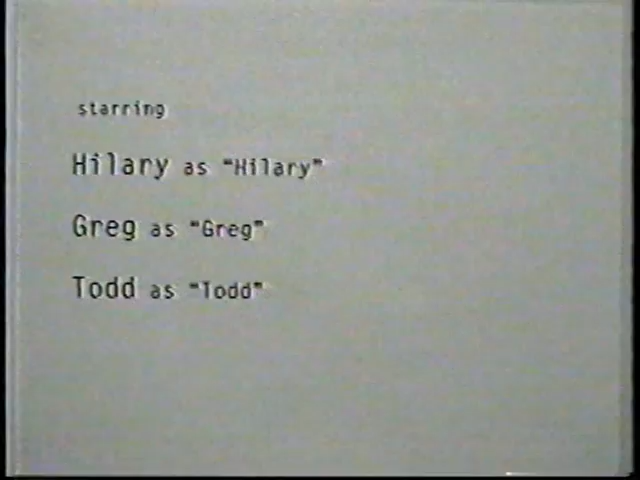 starring
Hilary as "Hilary"
Greg as "Greg"
Todd as "Todd"